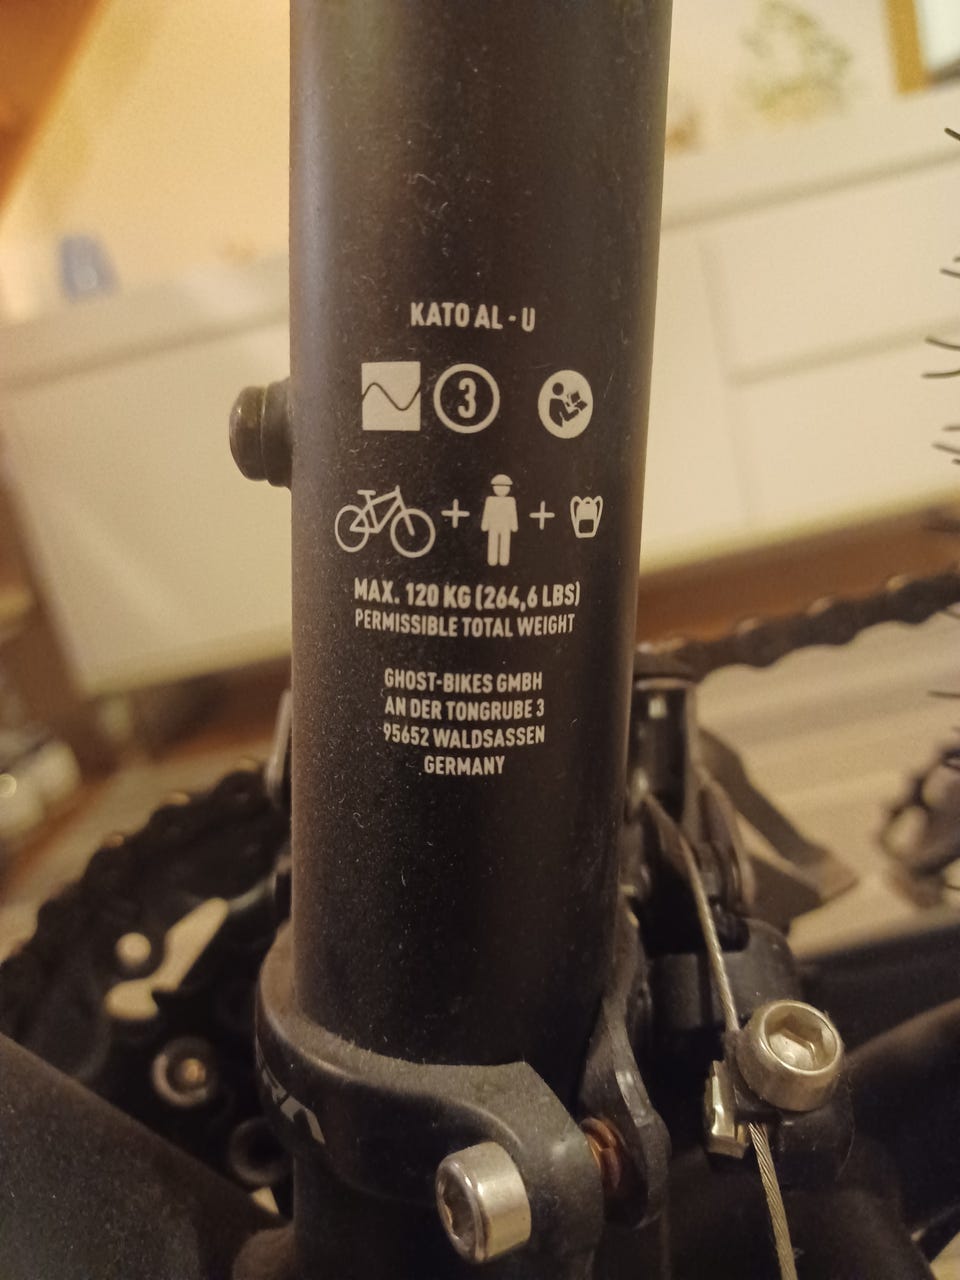 KATO AL - U
3
MAX. 120 KG (264,6 LBS)
PERMISSIBLE TOTAL WEIGHT
GHOST-BIKES GMBH
AN DER TONGRUBE 3
95652 WALDSASSEN
GERMANY